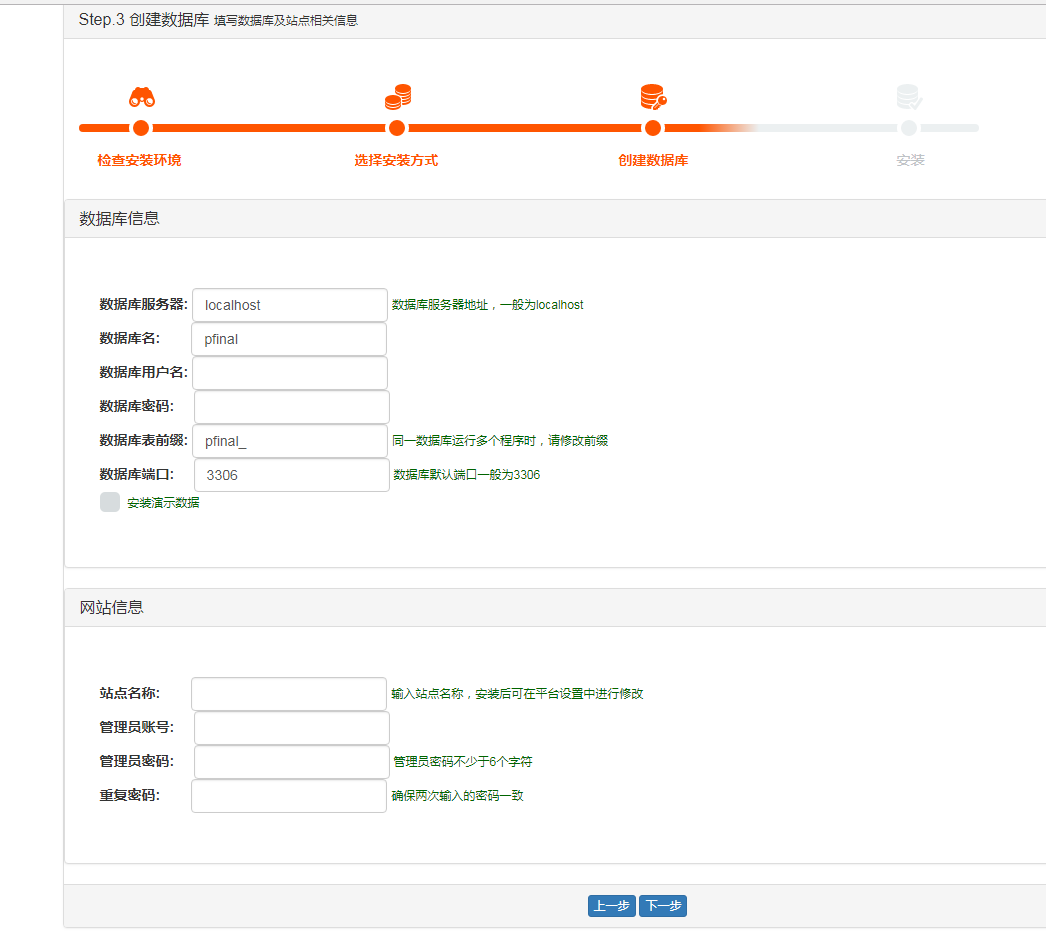 Step.3 创建数据库 填写数据库及站点相关信息
检查安装环境 选择安装方式 创建数据库 安装
数据库信息
数据库服务器: localhost 数据库服务器地址，一般为localhost
数据库名: pfinal
数据库用户名:
数据库密码:
数据库表前缀: pfinal_ 同一数据库运行多个程序时，请修改前缀
数据库端口: 3306 数据库默认端口一般为3306
安装演示数据
网站信息
站点名称: 输入站点名称，安装后可在平台设置中进行修改
管理员账号:
管理员密码: 管理员密码不少于6个字符
重复密码: 确保两次输入的密码一致
上一步 下一步